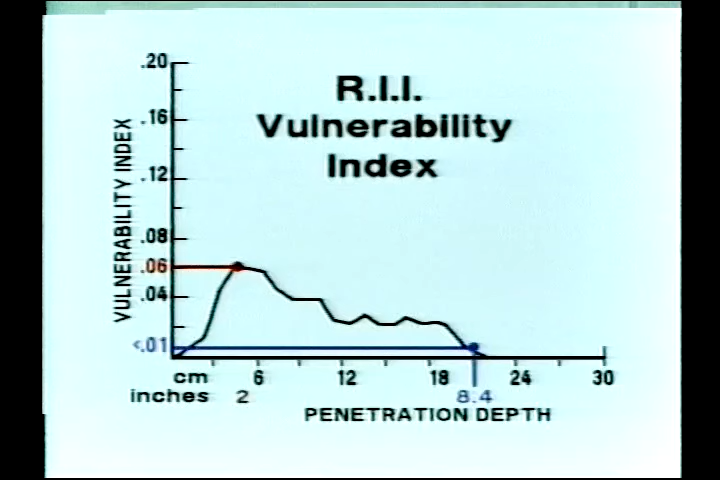 R.I.I.
Vulnerability
Index
VULNERABILITY INDEX
.20
.16
.12
.08
.06
.04
<.01
cm 6 12 18 24 30
inches 2 8.4
PENETRATION DEPTH